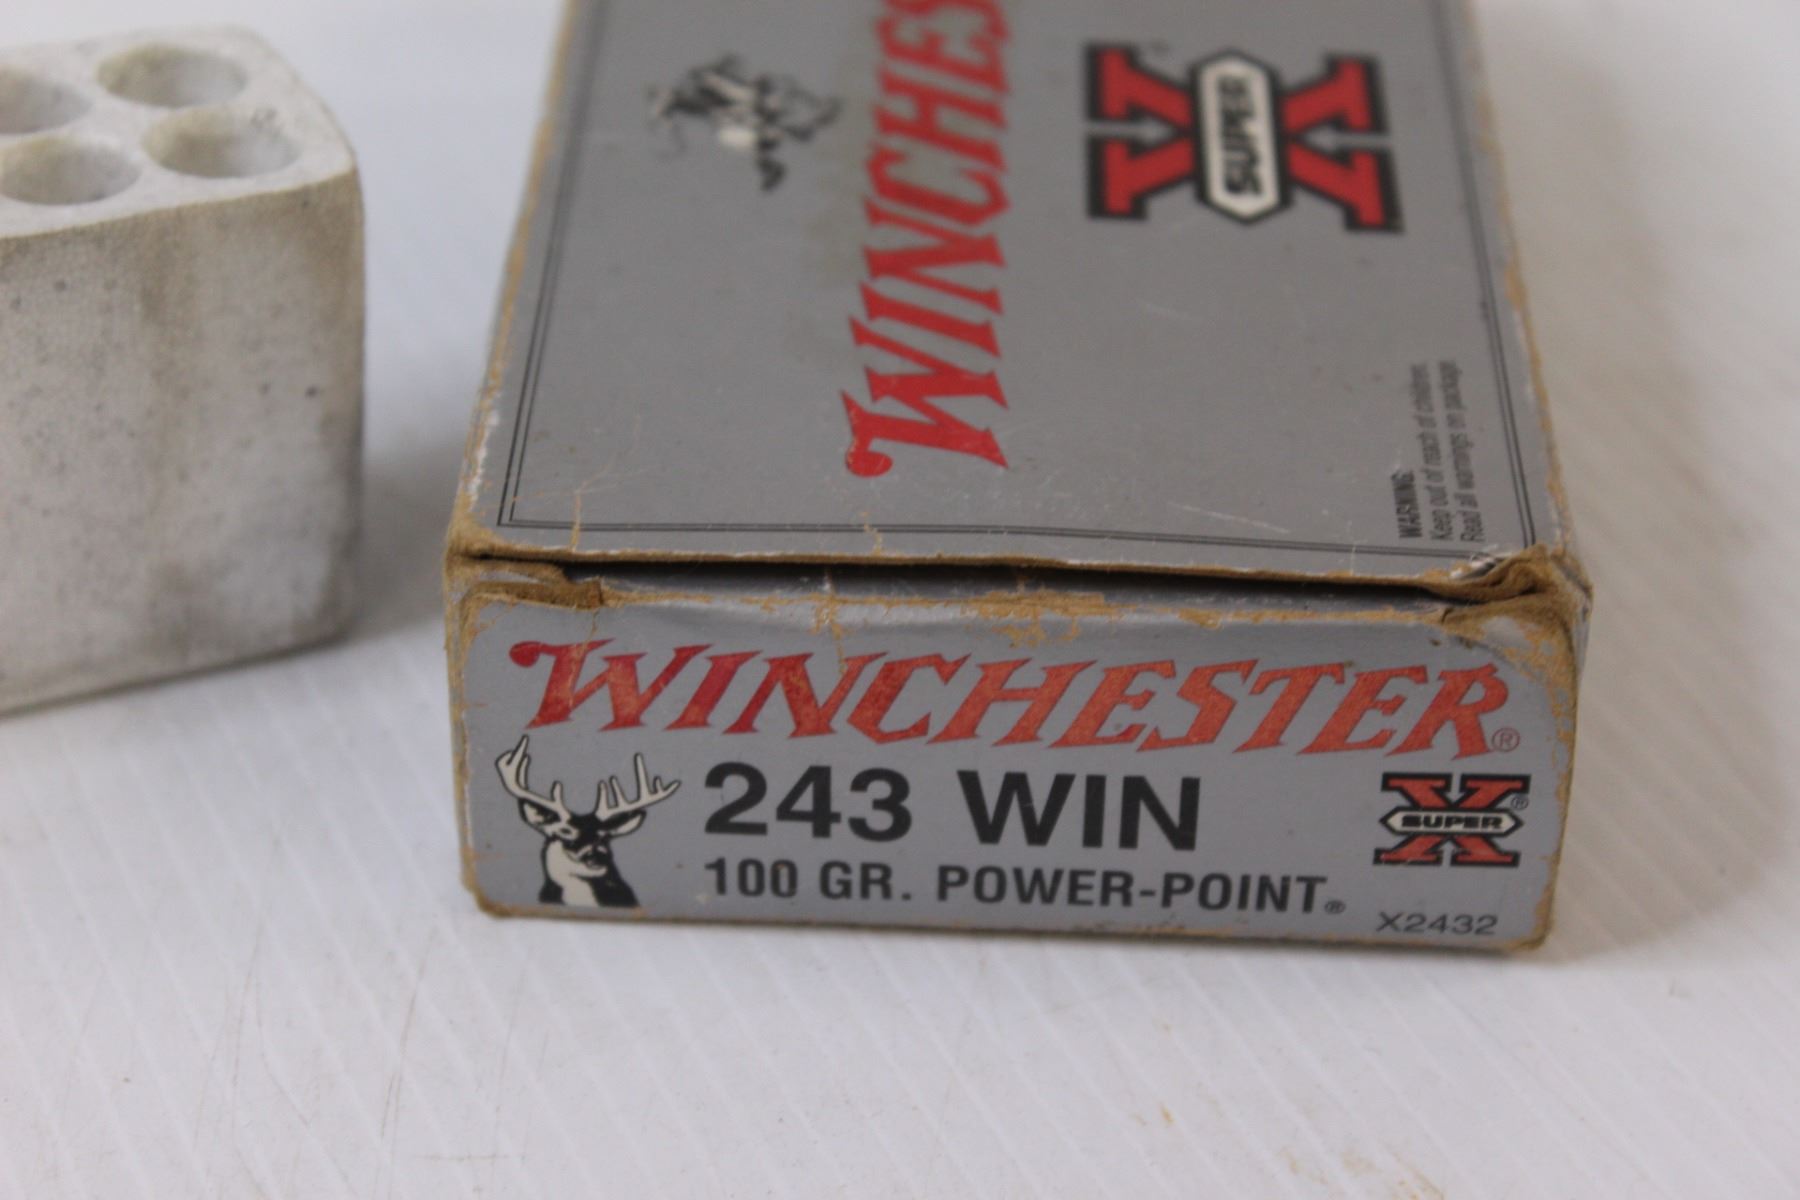 WINCHES
SUPER X
WARNING:
Keep out of reach of children.
Read all warnings on package
WINCHESTER®
243 WIN
100 GR. POWER-POINT®
SUPER X®
X2432